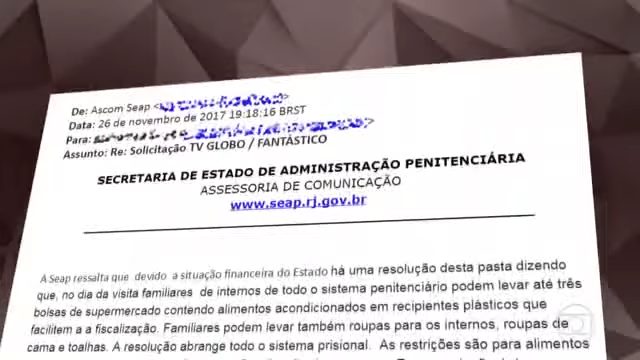 De: Ascom Seap <
Data: 26 de novembro de 2017 19:18:16 BRST
Para:
Assunto: Re: Solicitação TV GLOBO / FANTÁSTICO
SECRETARIA DE ESTADO DE ADMINISTRAÇÃO PENITENCIÁRIA
ASSESSORIA DE COMUNICAÇÃO
www.seap.rj.gov.br
A Seap ressalta que devido a situação financeira do Estado há uma resolução desta pasta dizendo
que, no dia da visita familiares de internos de todo o sistema penitenciário podem levar até três
bolsas de supermercado contendo alimentos acondicionados em recipientes plásticos que
facilitem a a fiscalização. Familiares podem levar também roupas para os internos, roupas de
cama e toalhas. A resolução abrange todo o sistema prisional. As restrições são para alimentos